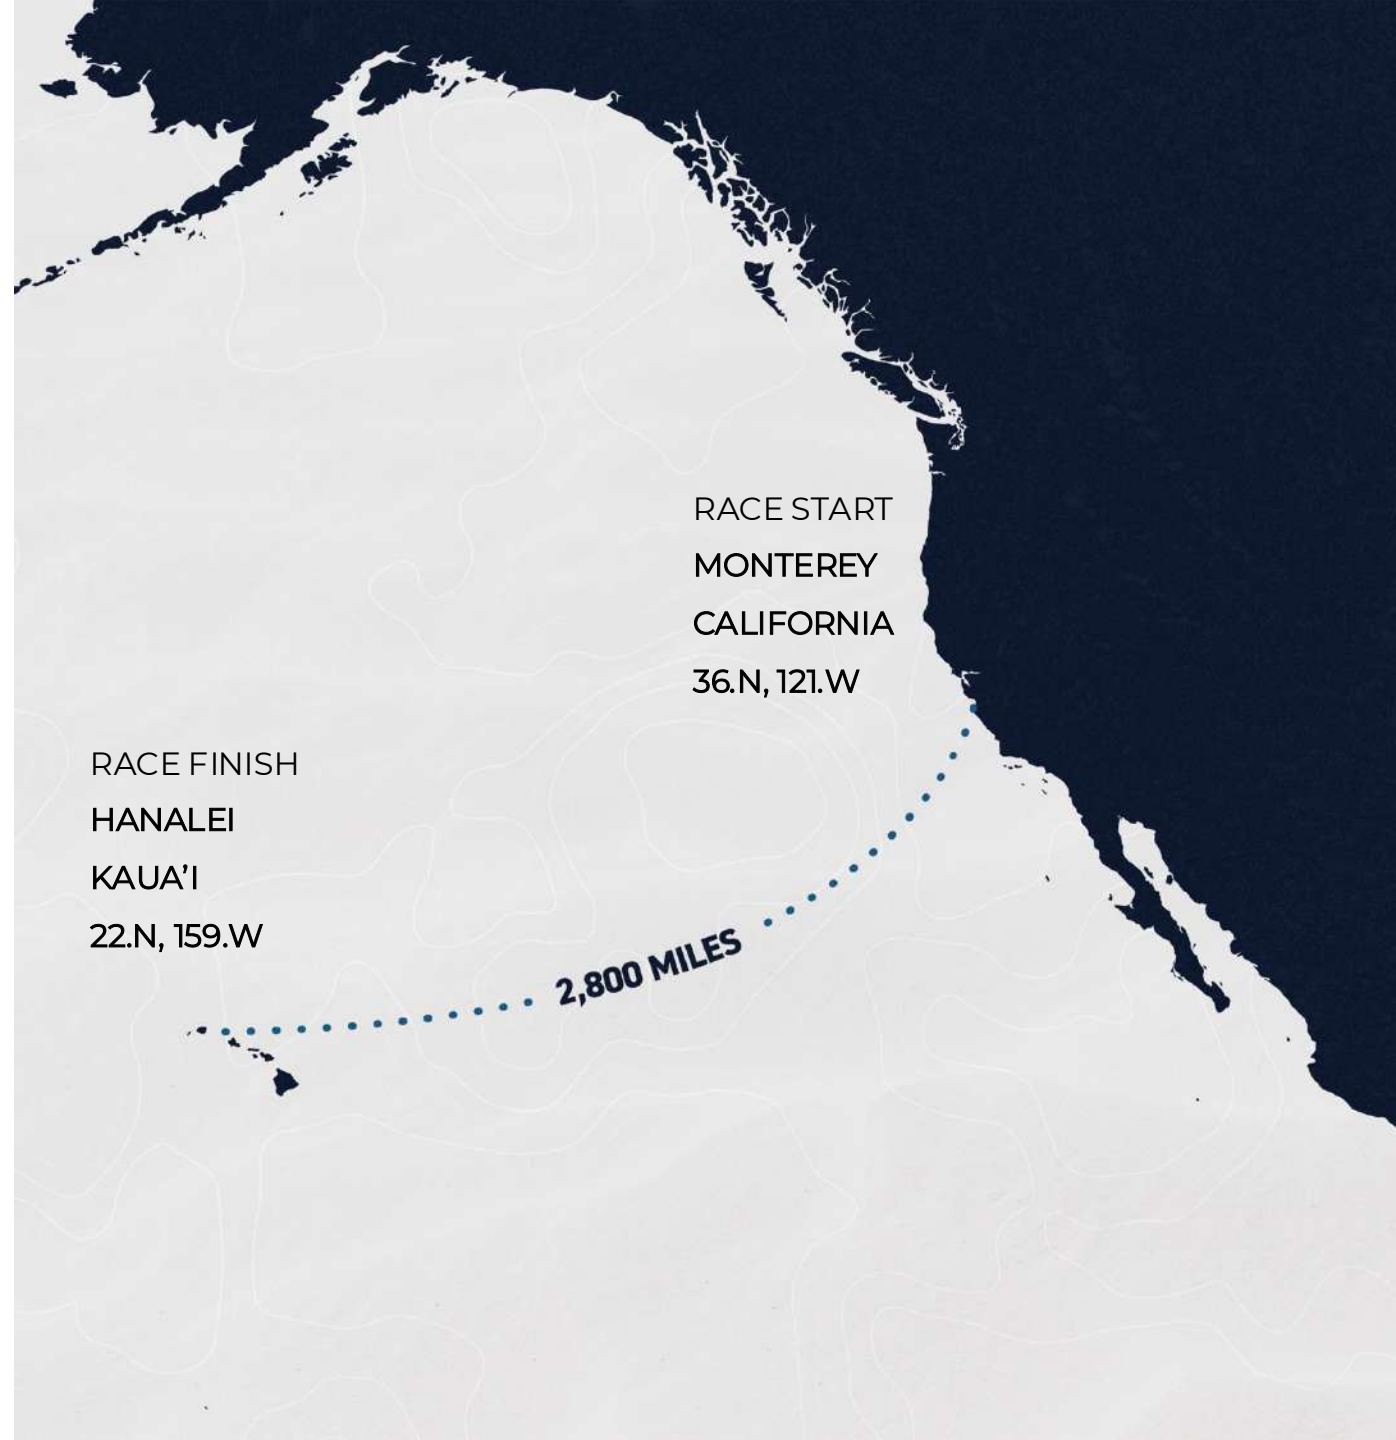 RACE START
MONTEREY
CALIFORNIA
36.N, 121.W
RACE FINISH
HANALEI
KAUA’I
22.N, 159.W
2,800 MILES